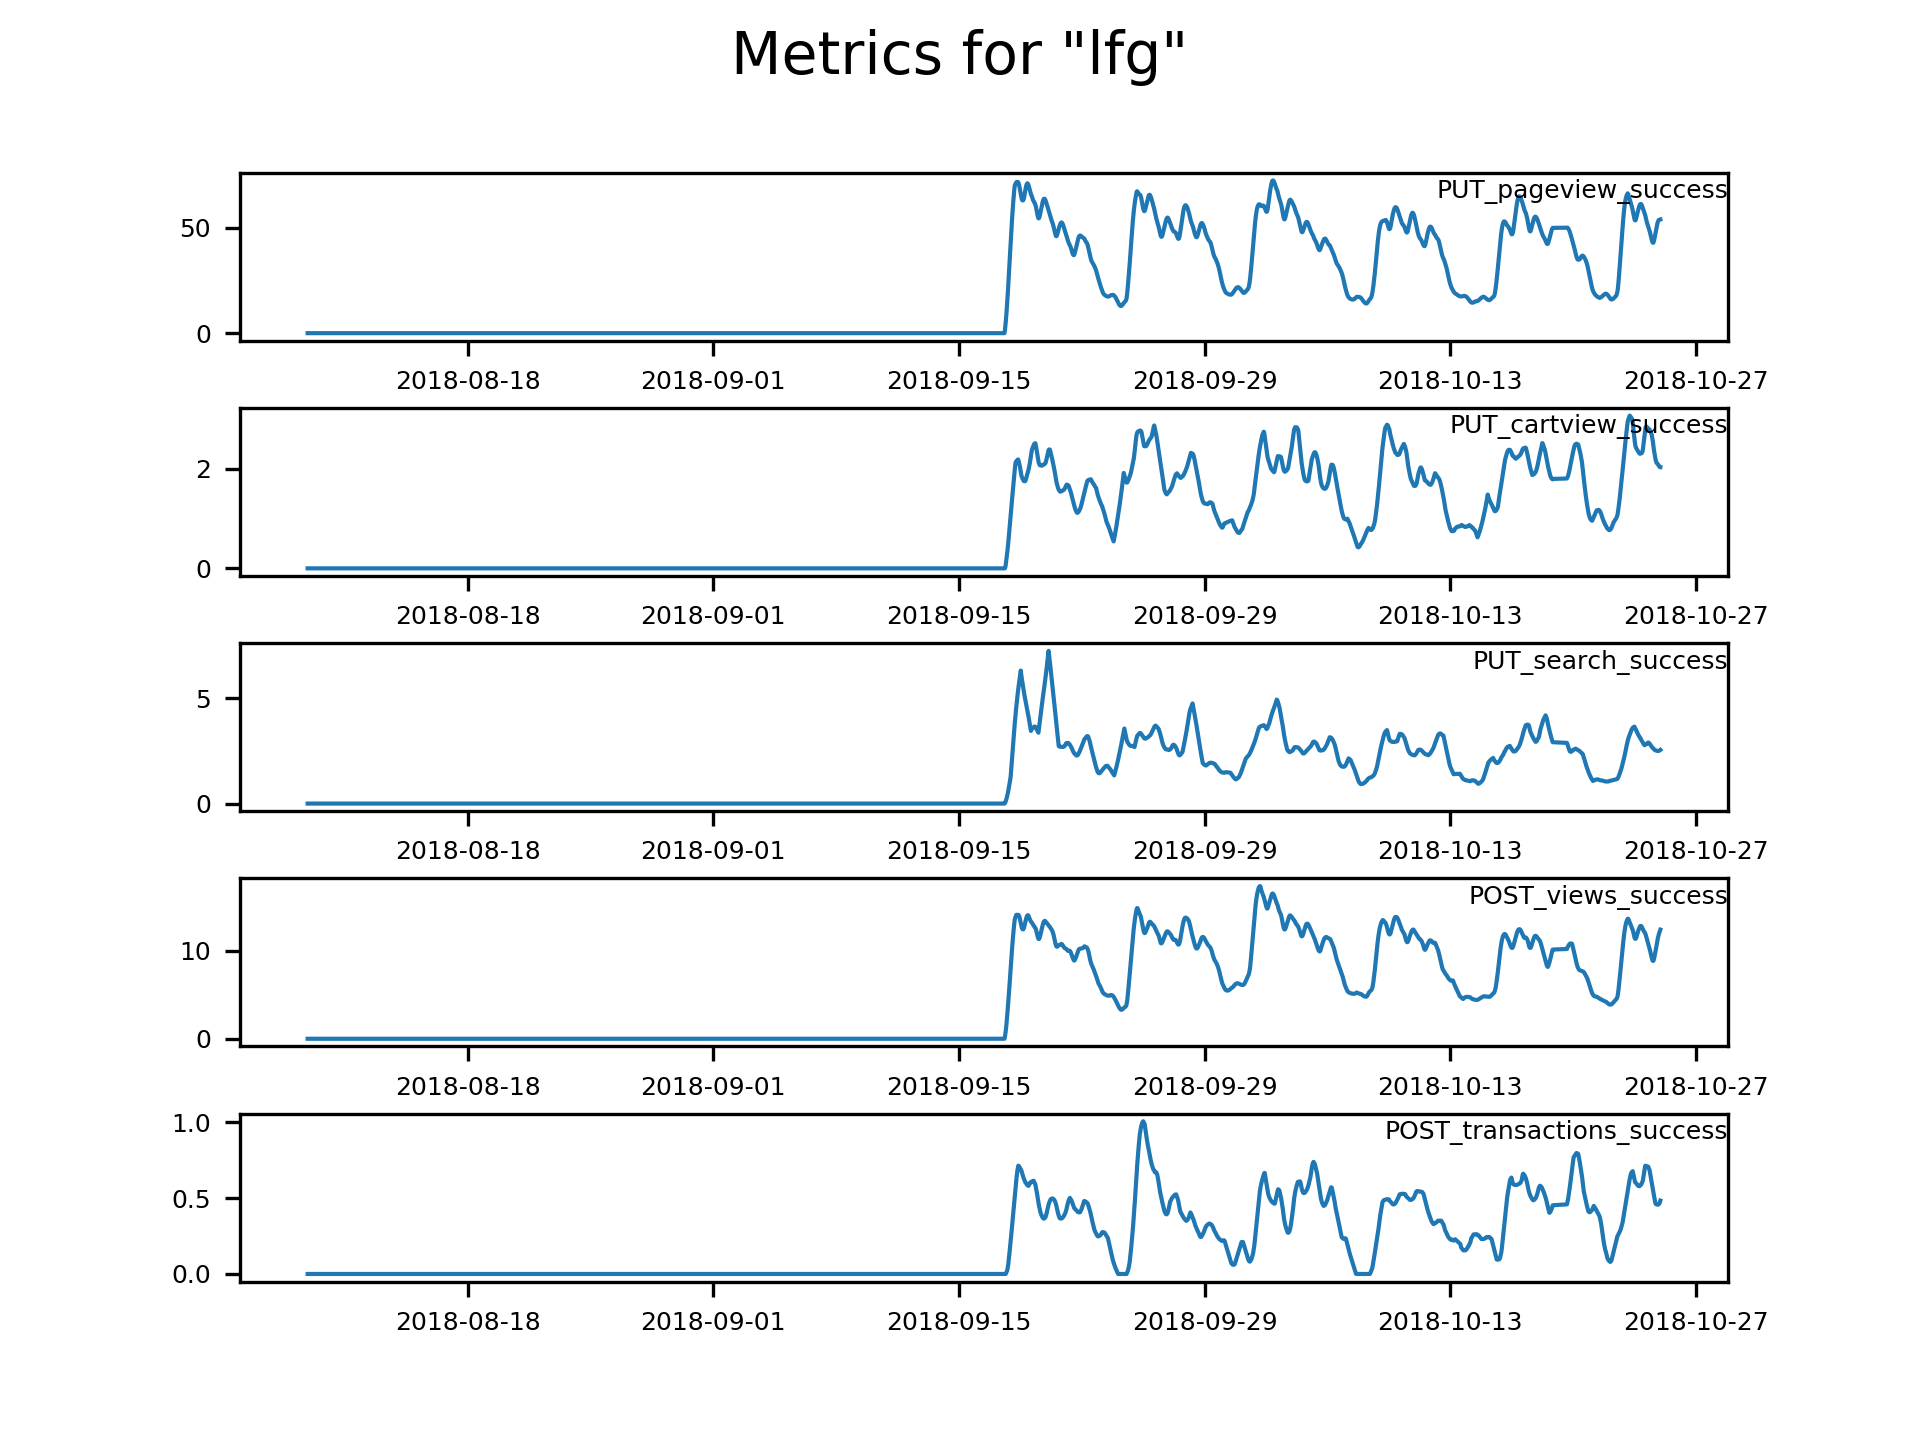 Metrics for "lfg"
PUT_pageview_success
50
0
2018-08-18 2018-09-01 2018-09-15 2018-09-29 2018-10-13 2018-10-27
PUT_cartview_success
2
0
2018-08-18 2018-09-01 2018-09-15 2018-09-29 2018-10-13 2018-10-27
PUT_search_success
5
0
2018-08-18 2018-09-01 2018-09-15 2018-09-29 2018-10-13 2018-10-27
POST_views_success
10
0
2018-08-18 2018-09-01 2018-09-15 2018-09-29 2018-10-13 2018-10-27
1.0
POST_transactions_success
0.5
0.0
2018-08-18 2018-09-01 2018-09-15 2018-09-29 2018-10-13 2018-10-27